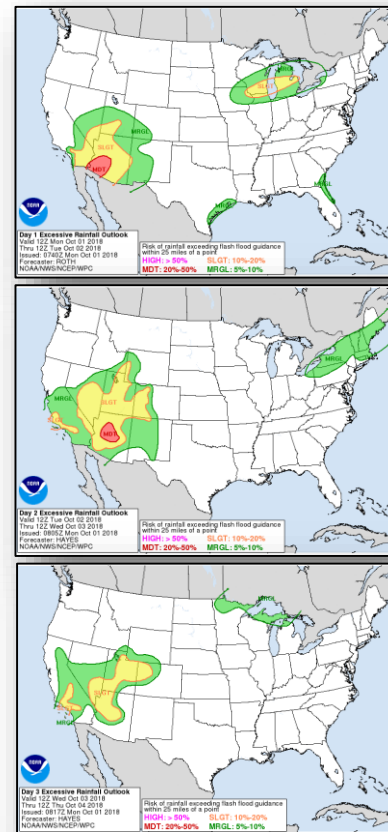 MRGL
MRGL
SLGT
MDT
MRGL
MRGL
NOAA
Day 1 Excessive Rainfall Outlook
Valid 12Z Mon Oct 01 2018
Thru 12Z Tue Oct 02 2018
Issued: 0740Z Mon Oct 01 2018
Forecaster: ROTH
NOAA/NWS/NCEP/WPC
Risk of rainfall exceeding flash flood guidance
within 25 miles of a point
HIGH: > 50% SLGT: 10%-20%
MDT: 20%-50% MRGL: 5%-10%
MRGL
MRGL
SLGT
MDT
NOAA
Day 2 Excessive Rainfall Outlook
Valid 12Z Tue Oct 02 2018
Thru 12Z Wed Oct 03 2018
Issued: 0805Z Mon Oct 01 2018
Forecaster: HAYES
NOAA/NWS/NCEP/WPC
Risk of rainfall exceeding flash flood guidance
within 25 miles of a point
HIGH: > 50% SLGT: 10%-20%
MDT: 20%-50% MRGL: 5%-10%
MRGL
SLGT
MRGL
NOAA
Day 3 Excessive Rainfall Outlook
Valid 12Z Wed Oct 03 2018
Thru 12Z Thu Oct 04 2018
Issued: 0817Z Mon Oct 01 2018
Forecaster: HAYES
NOAA/NWS/NCEP/WPC
Risk of rainfall exceeding flash flood guidance
within 25 miles of a point
HIGH: > 50% SLGT: 10%-20%
MDT: 20%-50% MRGL: 5%-10%